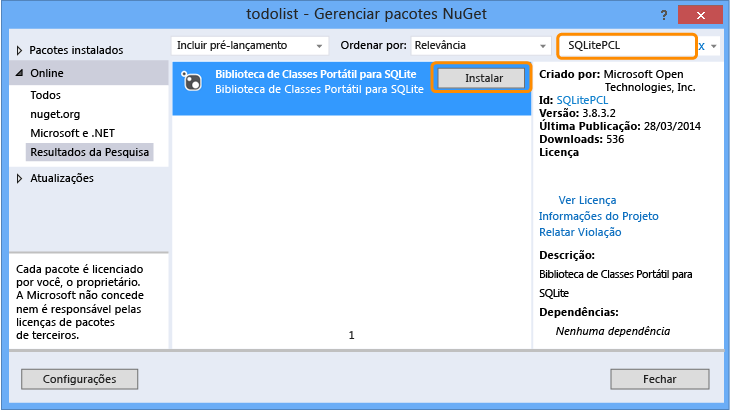 todolist - Gerenciar pacotes NuGet
?
x
Pacotes instalados
Online
Todos
nuget.org
Microsoft e .NET
Resultados da Pesquisa
Atualizações
Cada pacote é licenciado
por você, o proprietário.
A Microsoft não concede
nem é responsável pelas
licenças de pacotes
de terceiros.
Incluir pré-lançamento
Ordenar por: Relevância
SQLitePCL
x
Biblioteca de Classes Portátil para SQLite
Biblioteca de Classes Portátil para SQLite
Instalar
1
Criado por: Microsoft Open
Technologies, Inc.
Id: SQLitePCL
Versão: 3.8.3.2
Última Publicação: 28/03/2014
Downloads: 536
Licença
Ver Licença
Informações do Projeto
Relatar Violação
Descrição:
Biblioteca de Classes Portátil para
SQLite
Dependências:
Nenhuma dependência
Configurações
Fechar